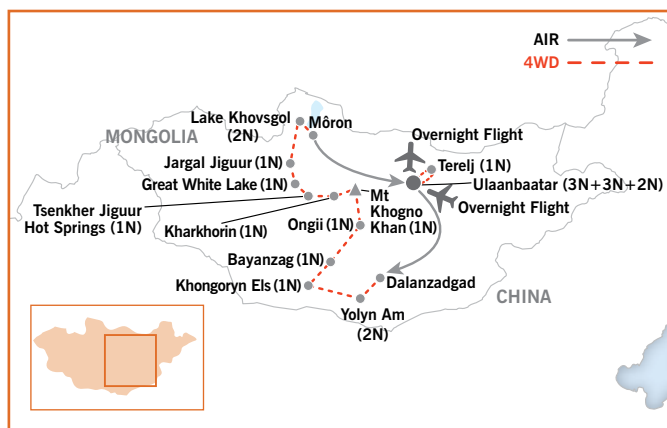 AIR
4WD
Lake Khovsgol
(2N)
Môron
Overnight Flight
MONGOLIA
Jargal Jiguur (1N)
Terelj (1N)
Great White Lake (1N)
Ulaanbaatar (3N+3N+2N)
Tsenkher Jiguur
Hot Springs (1N)
Mt
Khogno
Khan (1N)
Overnight Flight
Kharkhorin (1N)
Ongii (1N)
Bayanzag (1N)
Khongoryn Els (1N)
Dalanzadgad
CHINA
Yolyn Am
(2N)